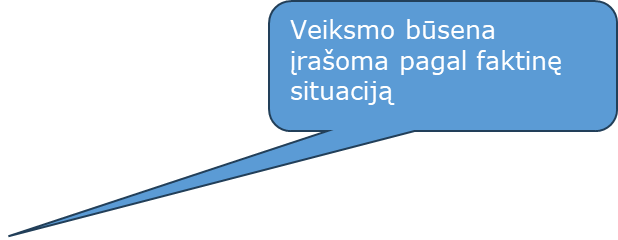 Veiksmo būsena
įrašoma pagal faktinę
situaciją